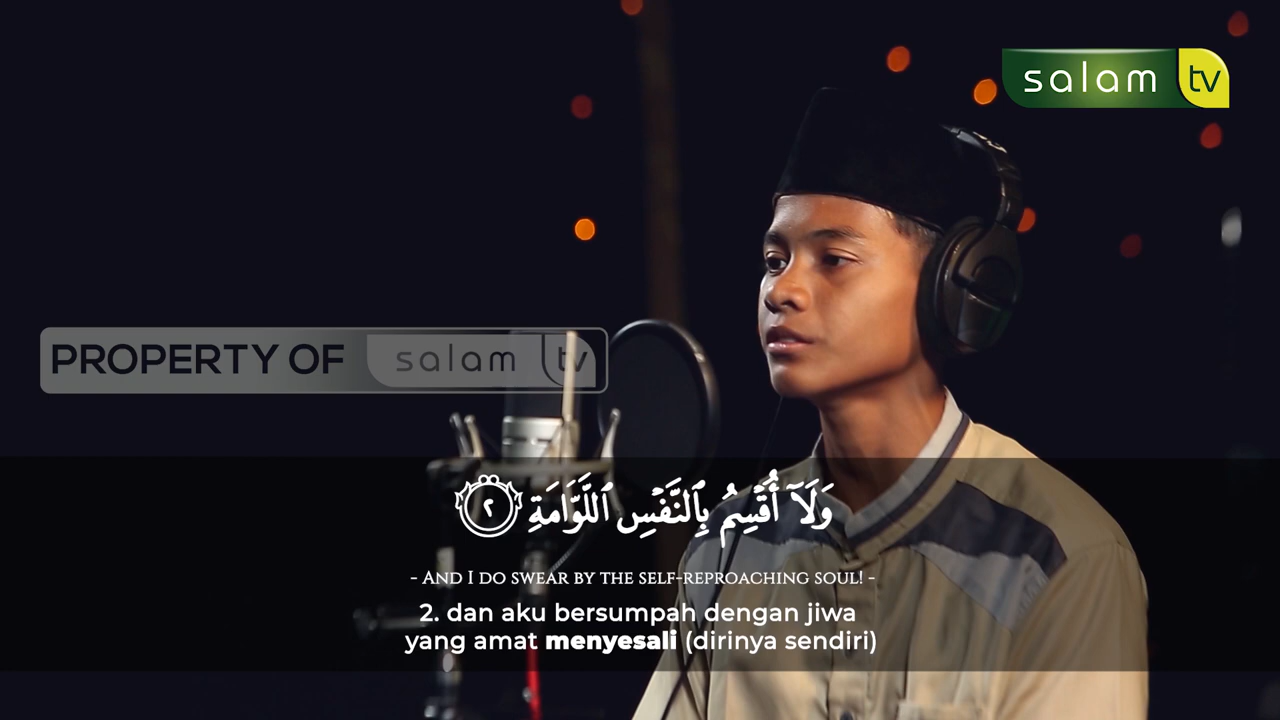 salam tv
PROPERTY OF salam tv
وَلَآ أُقْسِمُ بِٱلنَّفْسِ ٱللَّوَّامَةِ ٢
- AND I DO SWEAR BY THE SELF-REPROACHING SOUL! -
2. dan aku bersumpah dengan jiwa
yang amat menyesali (dirinya sendiri)